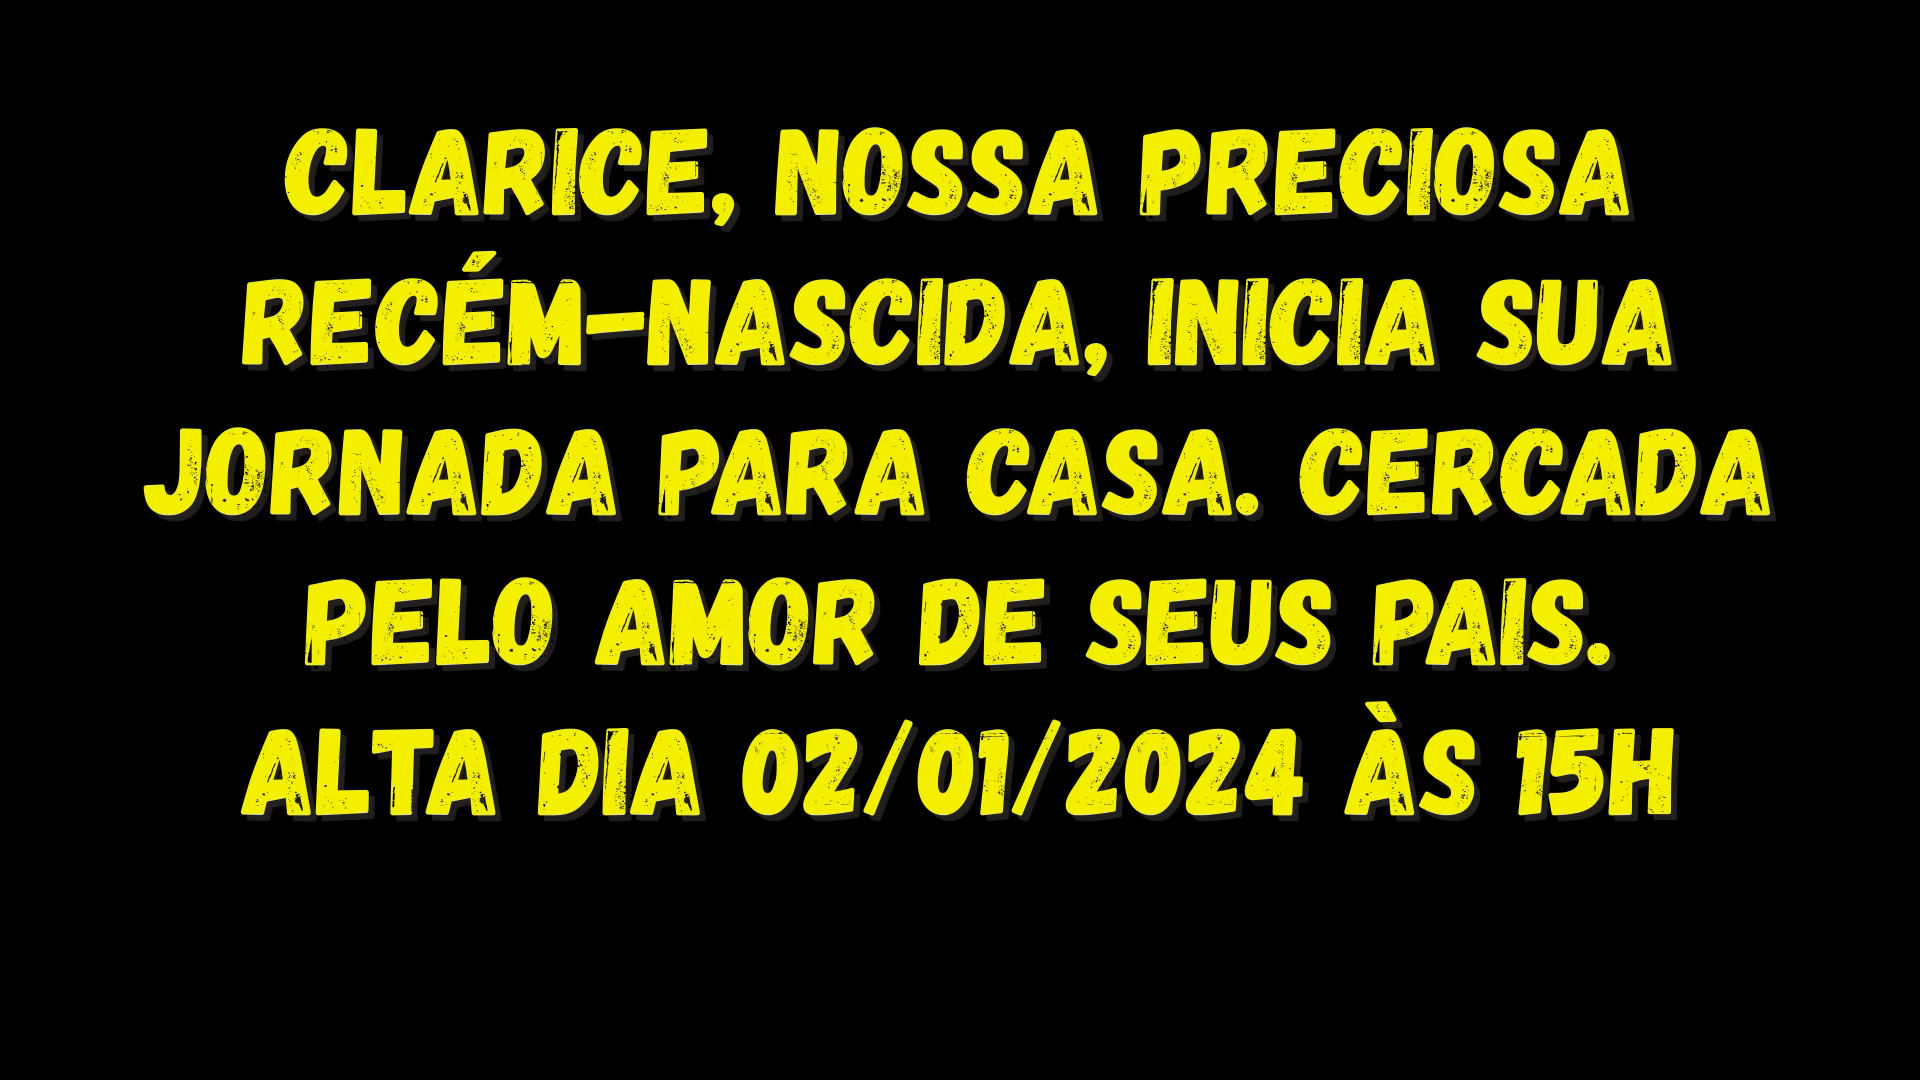 CLARICE, NOSSA PRECIOSA
RECÉM-NASCIDA, INICIA SUA
JORNADA PARA CASA. CERCADA
PELO AMOR DE SEUS PAIS.
ALTA DIA 02/01/2024 ÀS 15H